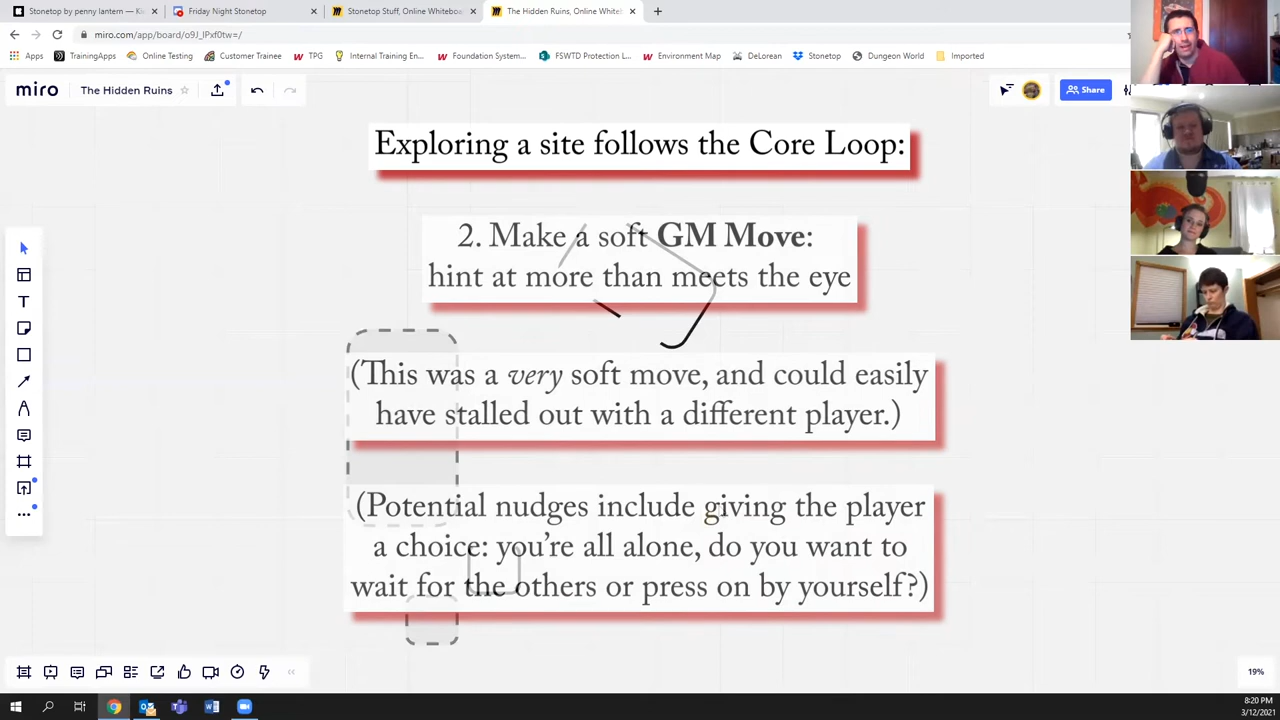 Stonetop by penny lantern — Ki
Friday Night Stonetop
Stonetop Stuff, Online Whiteboa
The Hidden Ruins, Online Whiteb
miro.com/app/board/o9J_lPxf0tw=/
Apps
TrainingApps
Online Testing
Customer Trainee
TPG
Internal Training En...
Foundation System...
FSWTD Protection L...
Environment Map
DeLorean
Stonetop
Dungeon World
Imported
miro
The Hidden Ruins
Share
Exploring a site follows the Core Loop:
2. Make a soft GM Move:
hint at more than meets the eye
(This was a very soft move, and could easily
have stalled out with a different player.)
(Potential nudges include giving the player
a choice: you're all alone, do you want to
wait for the others or press on by yourself?)
19%
8:20 PM
3/12/2021